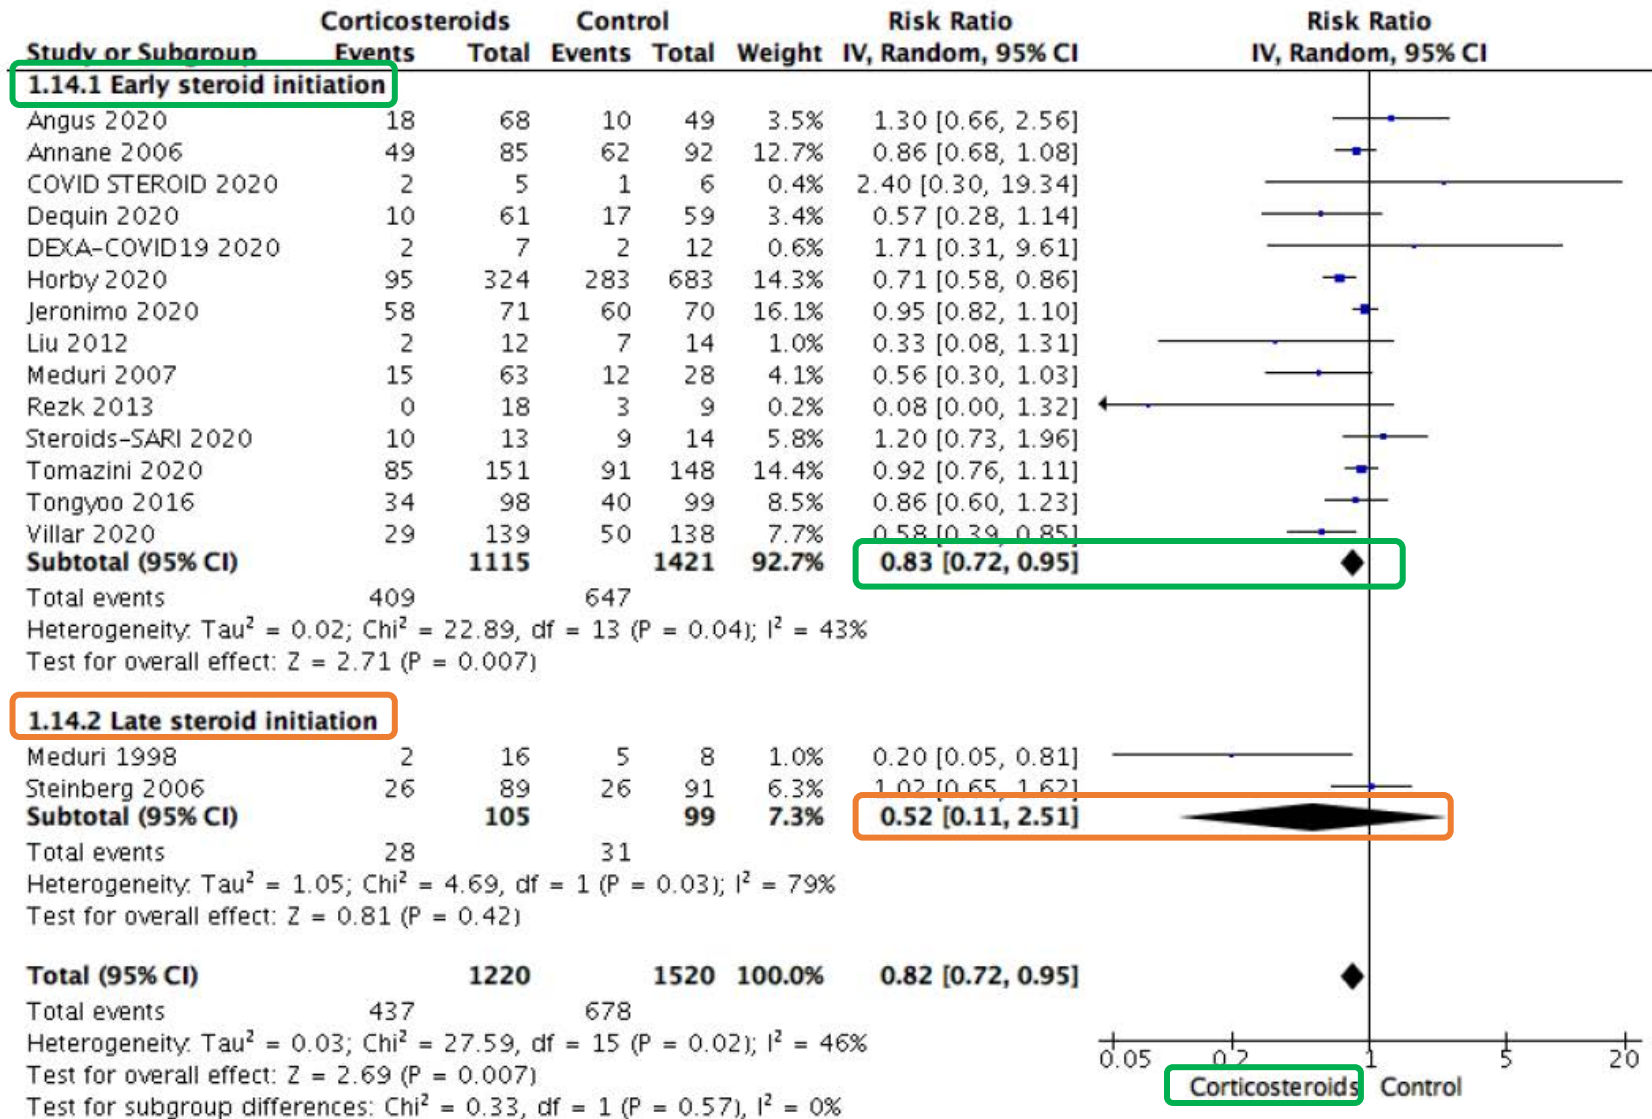 Corticosteroids Control Risk Ratio Risk Ratio
Study or Subgroup Events Total Events Total Weight IV, Random, 95% CI IV, Random, 95% CI
1.14.1 Early steroid initiation
Angus 2020 18 68 10 49 3.5% 1.30 [0.66, 2.56]
Annane 2006 49 85 62 92 12.7% 0.86 [0.68, 1.08]
COVID STEROID 2020 2 5 1 6 0.4% 2.40 [0.30, 19.34]
Dequin 2020 10 61 17 59 3.4% 0.57 [0.28, 1.14]
DEXA-COVID19 2020 2 7 2 12 0.6% 1.71 [0.31, 9.61]
Horby 2020 95 324 283 683 14.3% 0.71 [0.58, 0.86]
Jeronimo 2020 58 71 60 70 16.1% 0.95 [0.82, 1.10]
Liu 2012 2 12 7 14 1.0% 0.33 [0.08, 1.31]
Meduri 2007 15 63 12 28 4.1% 0.56 [0.30, 1.03]
Rezk 2013 0 18 3 9 0.2% 0.08 [0.00, 1.32]
Steroids-SARI 2020 10 13 9 14 5.8% 1.20 [0.73, 1.96]
Tomazini 2020 85 151 91 148 14.4% 0.92 [0.76, 1.11]
Tongyoo 2016 34 98 40 99 8.5% 0.86 [0.60, 1.23]
Villar 2020 29 139 50 138 7.7% 0.58 [0.39, 0.85]
Subtotal (95% CI) 1115 1421 92.7% 0.83 [0.72, 0.95]
Total events 409 647
Heterogeneity: Tau² = 0.02; Chi² = 22.89, df = 13 (P = 0.04); I² = 43%
Test for overall effect: Z = 2.71 (P = 0.007)
1.14.2 Late steroid initiation
Meduri 1998 2 16 5 8 1.0% 0.20 [0.05, 0.81]
Steinberg 2006 26 89 26 91 6.3% 1.02 [0.65, 1.62]
Subtotal (95% CI) 105 99 7.3% 0.52 [0.11, 2.51]
Total events 28 31
Heterogeneity: Tau² = 1.05; Chi² = 4.69, df = 1 (P = 0.03); I² = 79%
Test for overall effect: Z = 0.81 (P = 0.42)
Total (95% CI) 1220 1520 100.0% 0.82 [0.72, 0.95]
Total events 437 678
Heterogeneity: Tau² = 0.03; Chi² = 27.59, df = 15 (P = 0.02); I² = 46%
Test for overall effect: Z = 2.69 (P = 0.007)
Test for subgroup differences: Chi² = 0.33, df = 1 (P = 0.57), I² = 0%
0.05 0.2 1 5 20
Corticosteroids Control